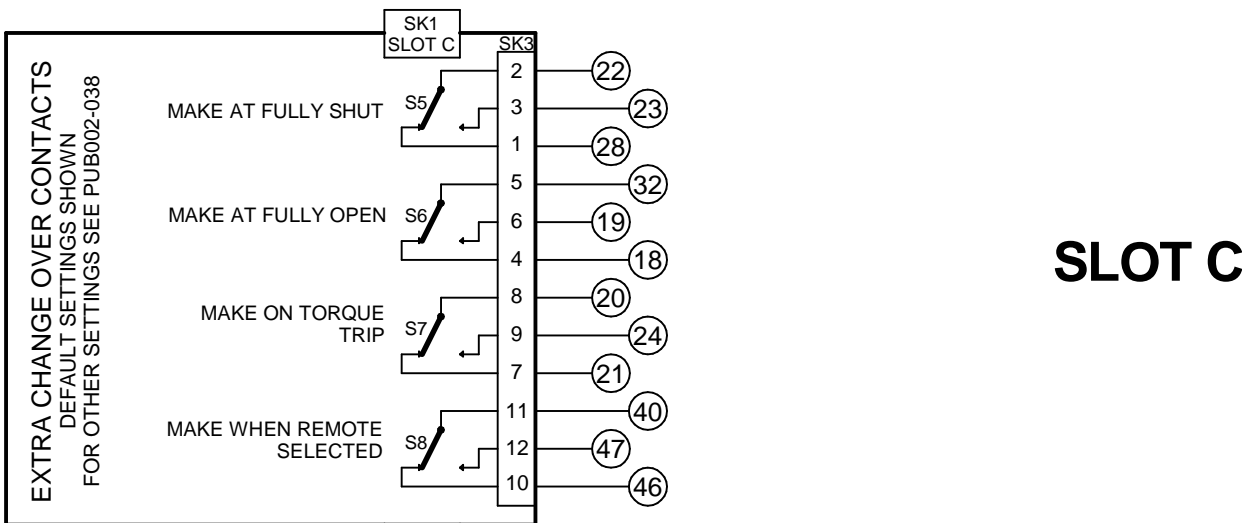 SK1
SLOT C
SK3
EXTRA CHANGE OVER CONTACTS
DEFAULT SETTINGS SHOWN
FOR OTHER SETTINGS SEE PUB002-038
MAKE AT FULLY SHUT
S5
2 22
3 23
1 28
MAKE AT FULLY OPEN
S6
5 32
6 19
4 18
MAKE ON TORQUE
TRIP
S7
8 20
9 24
7 21
MAKE WHEN REMOTE
SELECTED
S8
11 40
12 47
10 46
SLOT C